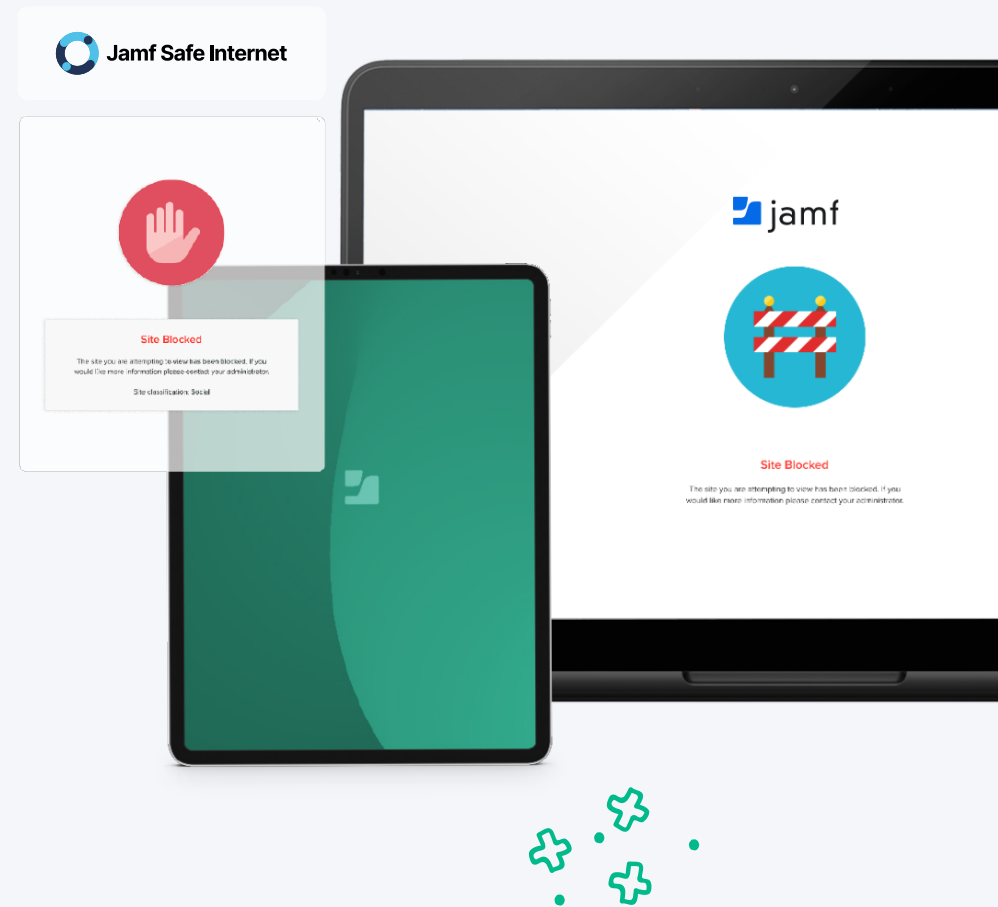 Jamf Safe Internet
Site Blocked
The site you are attempting to view has been blocked. If you
would like more information please contact your administrator.
Site classification: Social
jamf
Site Blocked
The site you are attempting to view has been blocked. If you
would like more information please contact your administrator.